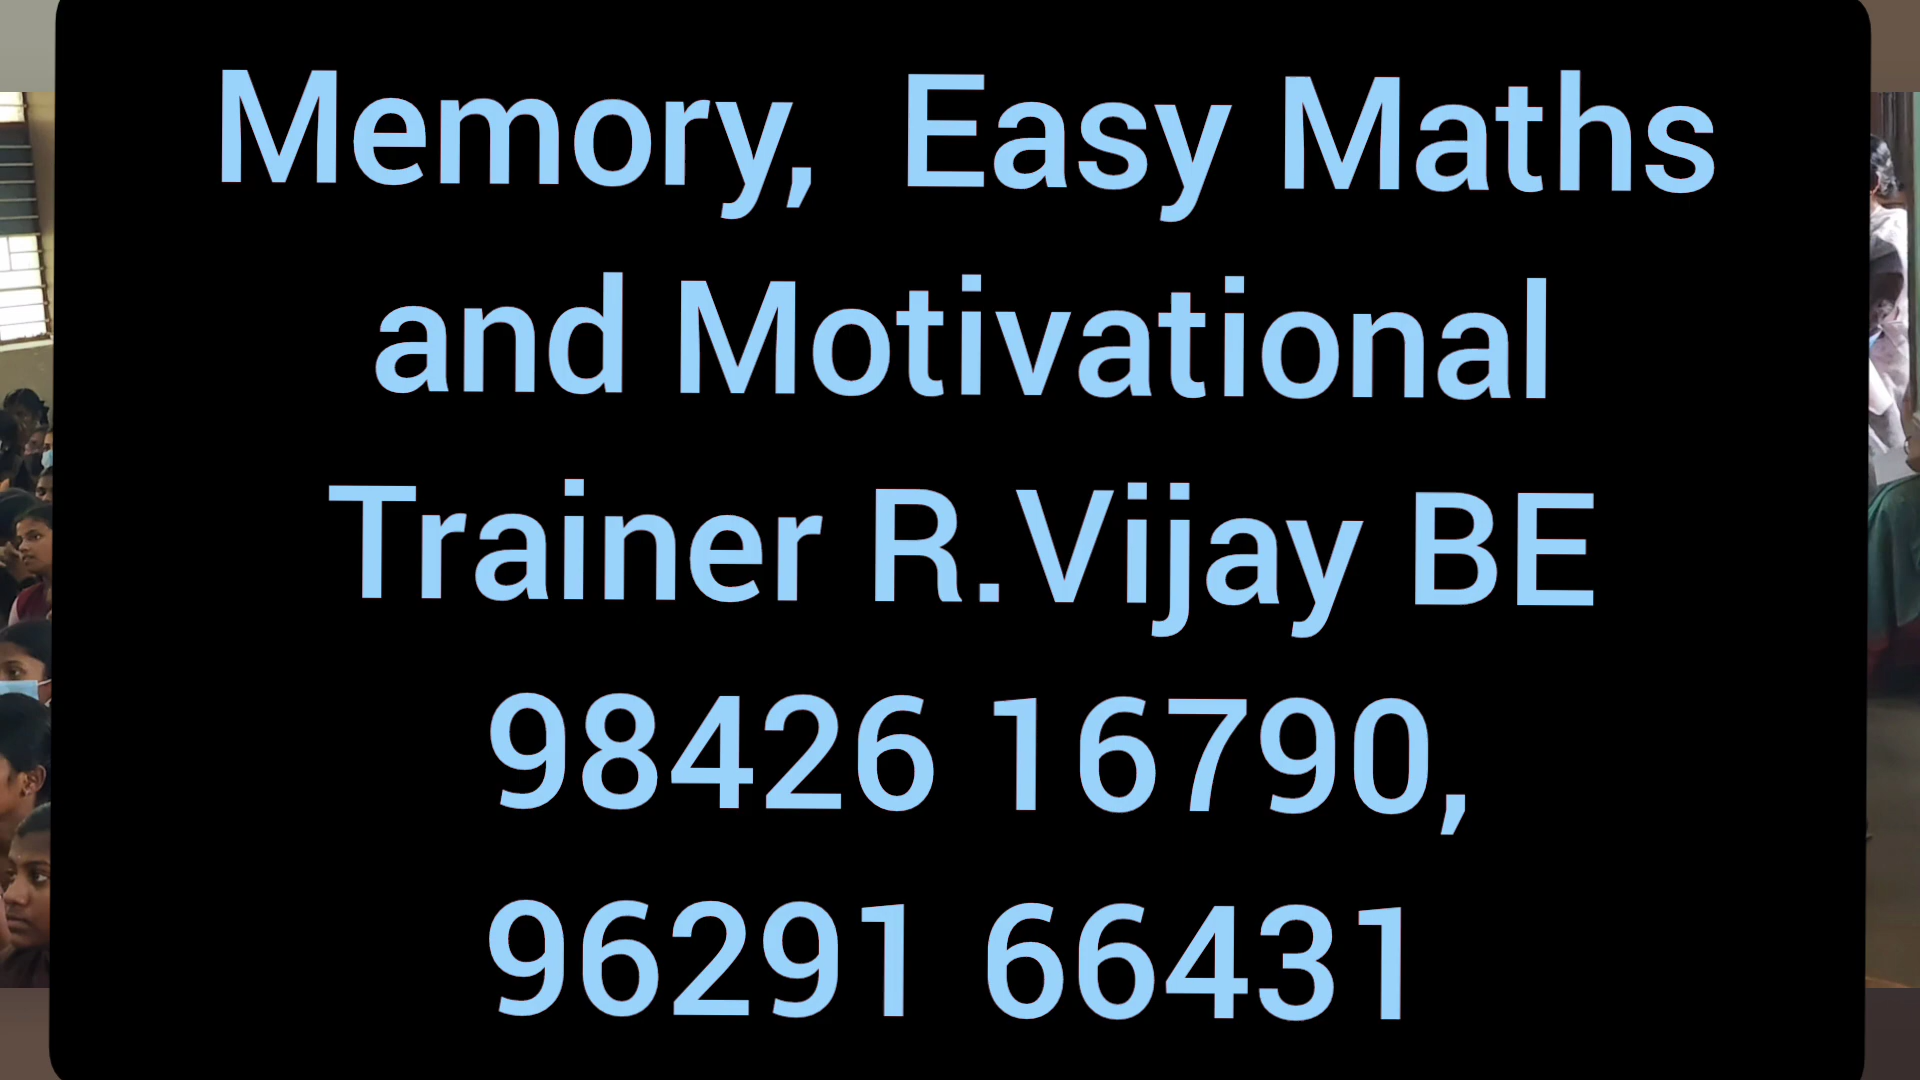 Memory, Easy Maths
and Motivational
Trainer R.Vijay BE
98426 16790,
96291 66431